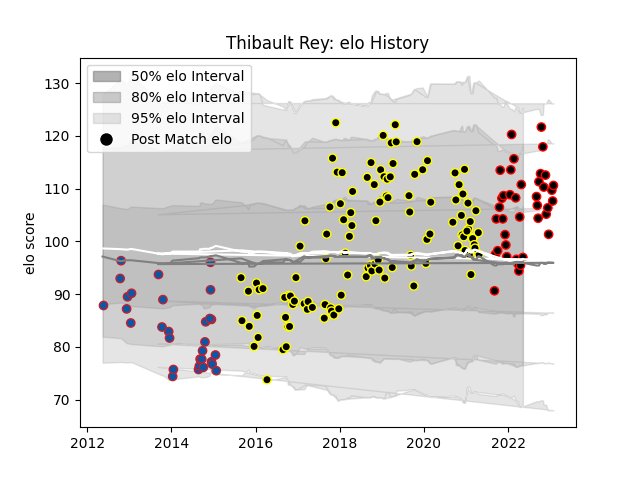 Thibault Rey: elo History
50% elo Interval
80% elo Interval
95% elo Interval
Post Match elo
elo score
130
120
110
100
90
80
70
2012
2014
2016
2018
2020
2022